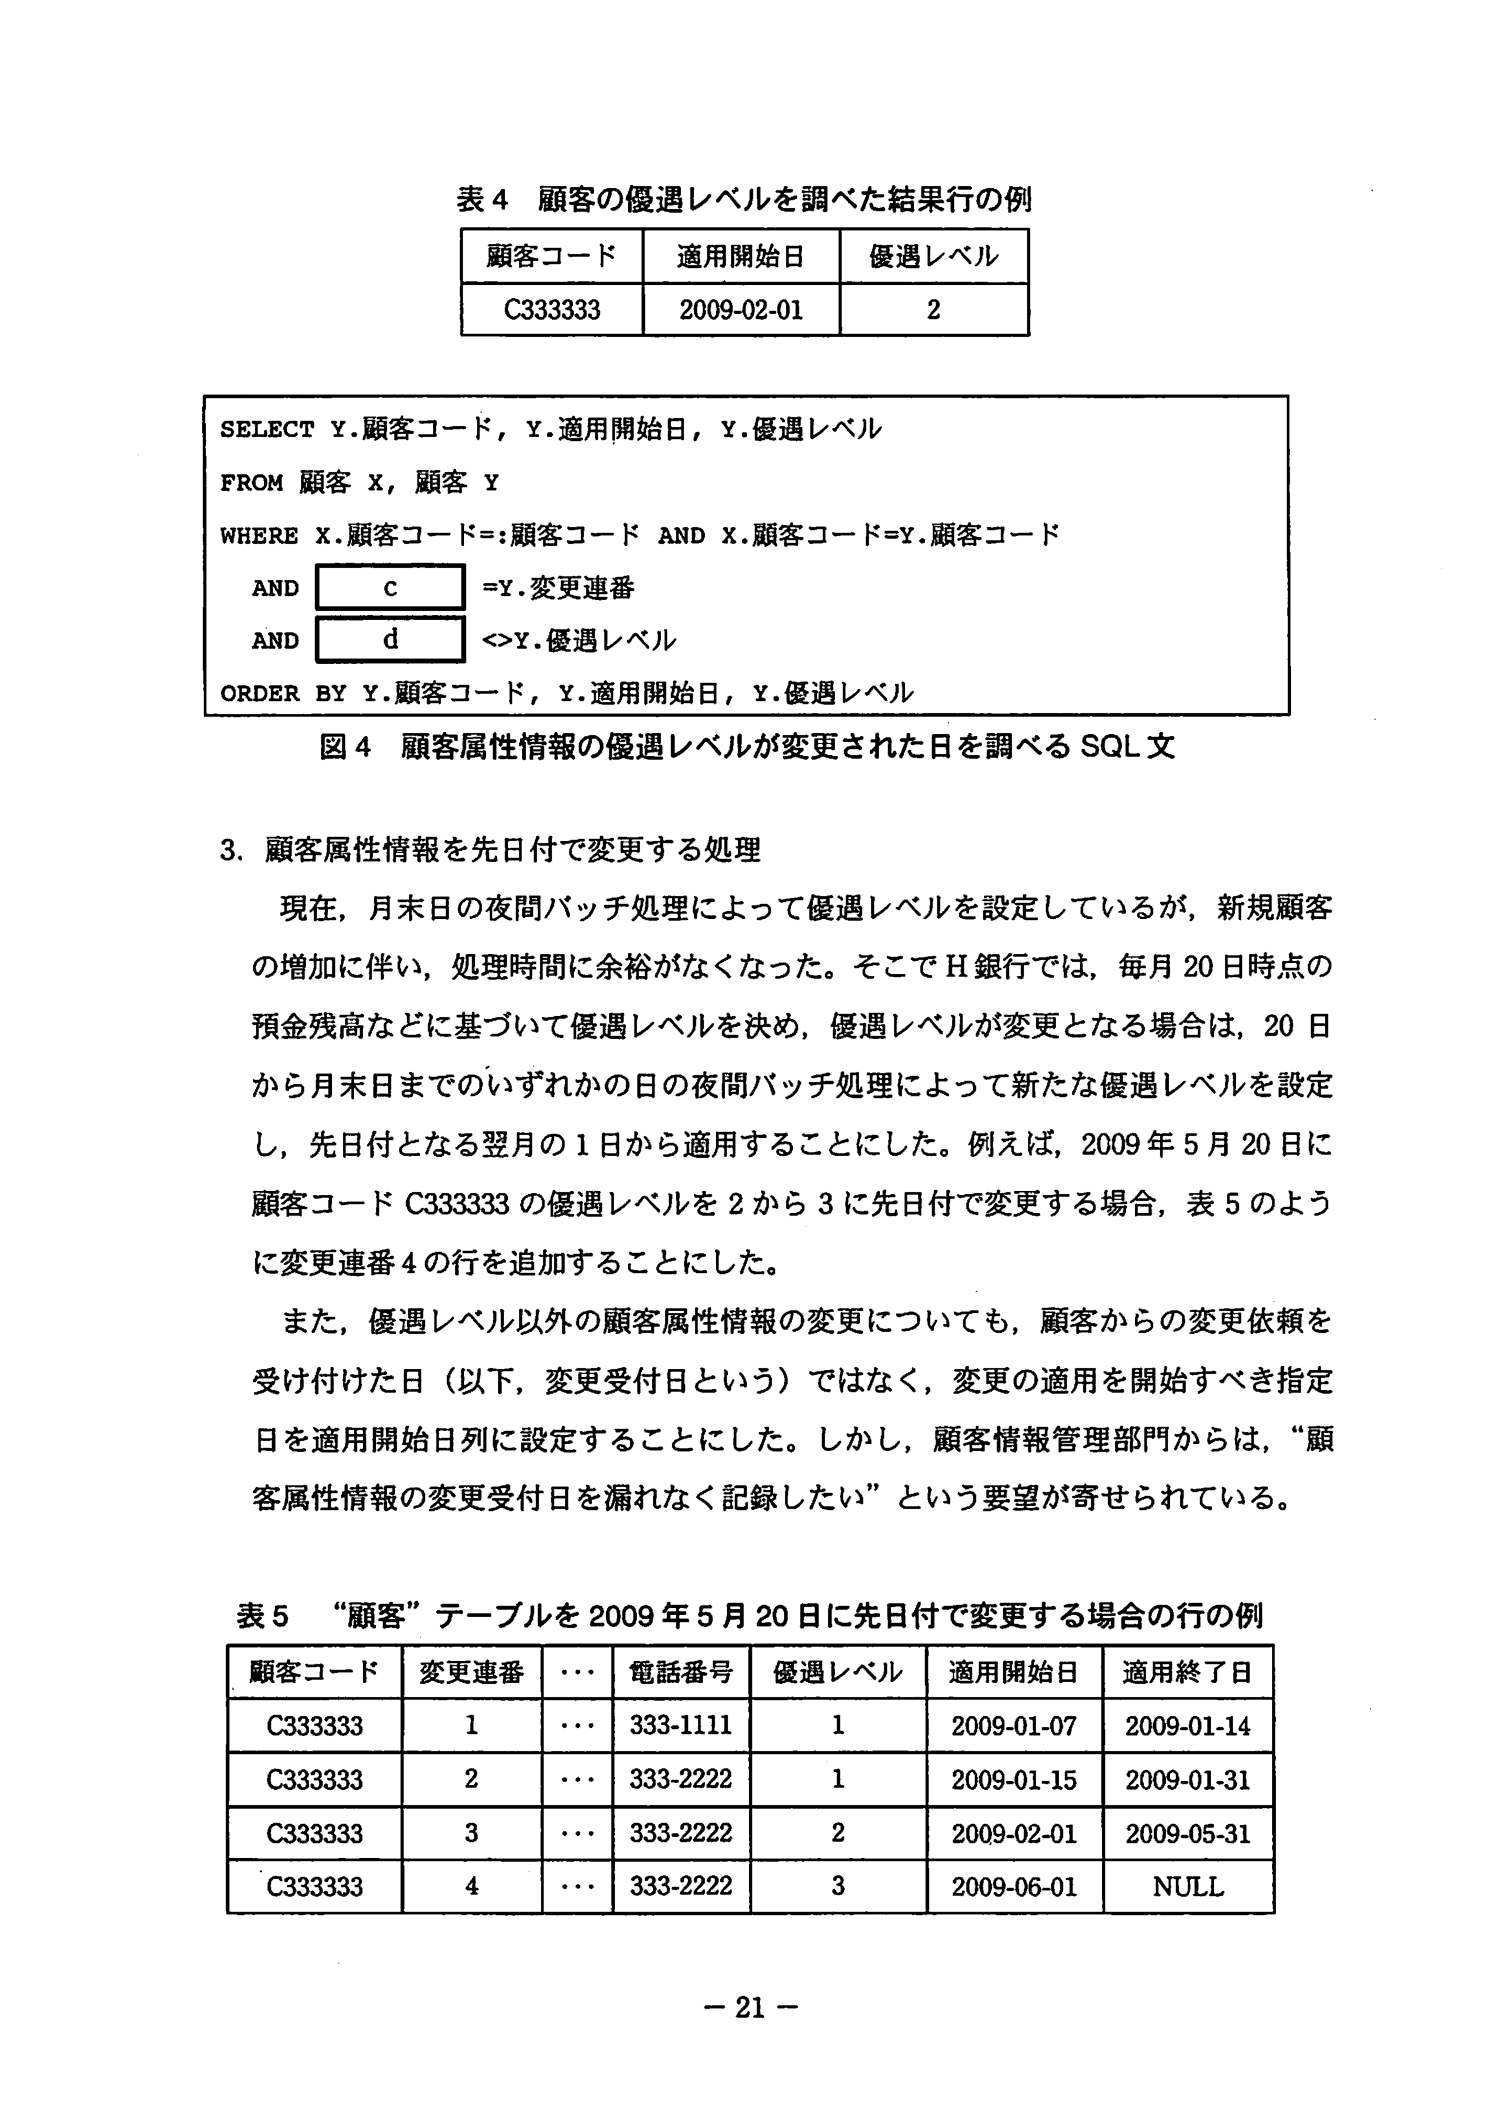 表4 顧客の優遇レベルを調べた結果行の例
顧客コード 適用開始日 優遇レベル
C333333 2009-02-01 2
SELECT Y.顧客コード, Y.適用開始日, Y.優遇レベル
FROM 顧客 X, 顧客 Y
WHERE X.顧客コード=:顧客コード AND X.顧客コード=Y.顧客コード
AND c =Y.変更連番
AND d <>Y.優遇レベル
ORDER BY Y.顧客コード, Y.適用開始日, Y.優遇レベル
図4 顧客属性情報の優遇レベルが変更された日を調べる SQL 文
3. 顧客属性情報を先日付で変更する処理
現在，月末日の夜間バッチ処理によって優遇レベルを設定しているが，新規顧客
の増加に伴い，処理時間に余裕がなくなった。そこで H 銀行では，毎月 20 日時点の
預金残高などに基づいて優遇レベルを決め，優遇レベルが変更となる場合は，20 日
から月末日までのいずれかの日の夜間バッチ処理によって新たな優遇レベルを設定
し，先日付となる翌月の 1 日から適用することにした。例えば，2009 年 5 月 20 日に
顧客コード C333333 の優遇レベルを 2 から 3 に先日付で変更する場合，表 5 のよう
に変更連番 4 の行を追加することにした。
また，優遇レベル以外の顧客属性情報の変更についても，顧客からの変更依頼を
受け付けた日（以下，変更受付日という）ではなく，変更の適用を開始すべき指定
日を適用開始日列に設定することにした。しかし，顧客情報管理部門からは，“顧
客属性情報の変更受付日を漏れなく記録したい”という要望が寄せられている。
表5 “顧客”テーブルを 2009 年 5 月 20 日に先日付で変更する場合の行の例
顧客コード 変更連番 … 電話番号 優遇レベル 適用開始日 適用終了日
C333333 1 … 333-1111 1 2009-01-07 2009-01-14
C333333 2 … 333-2222 1 2009-01-15 2009-01-31
C333333 3 … 333-2222 2 2009-02-01 2009-05-31
C333333 4 … 333-2222 3 2009-06-01 NULL
－ 21 －